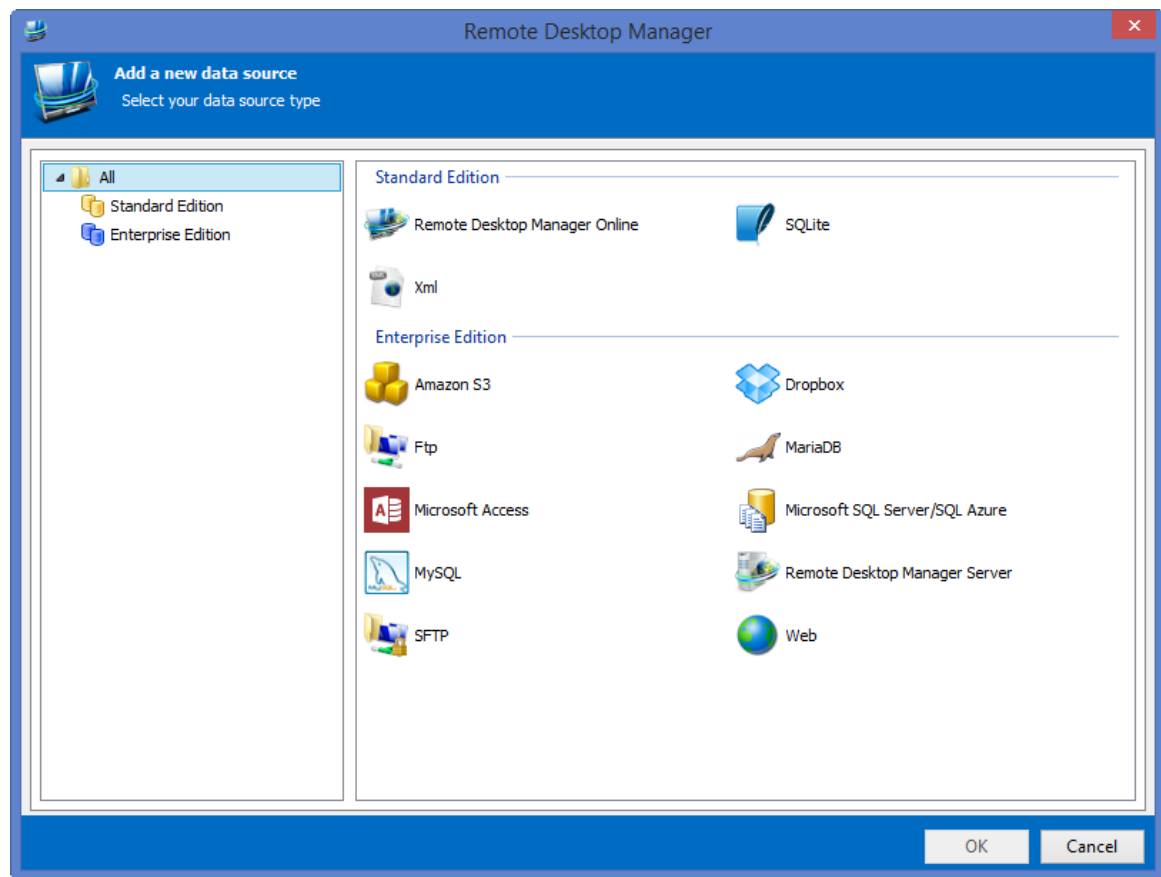 Remote Desktop Manager
Add a new data source
Select your data source type
All
Standard Edition
Enterprise Edition
Standard Edition
Remote Desktop Manager Online
SQLite
Xml
Enterprise Edition
Amazon S3
Dropbox
Ftp
MariaDB
Microsoft Access
Microsoft SQL Server/SQL Azure
MySQL
Remote Desktop Manager Server
SFTP
Web
OK
Cancel